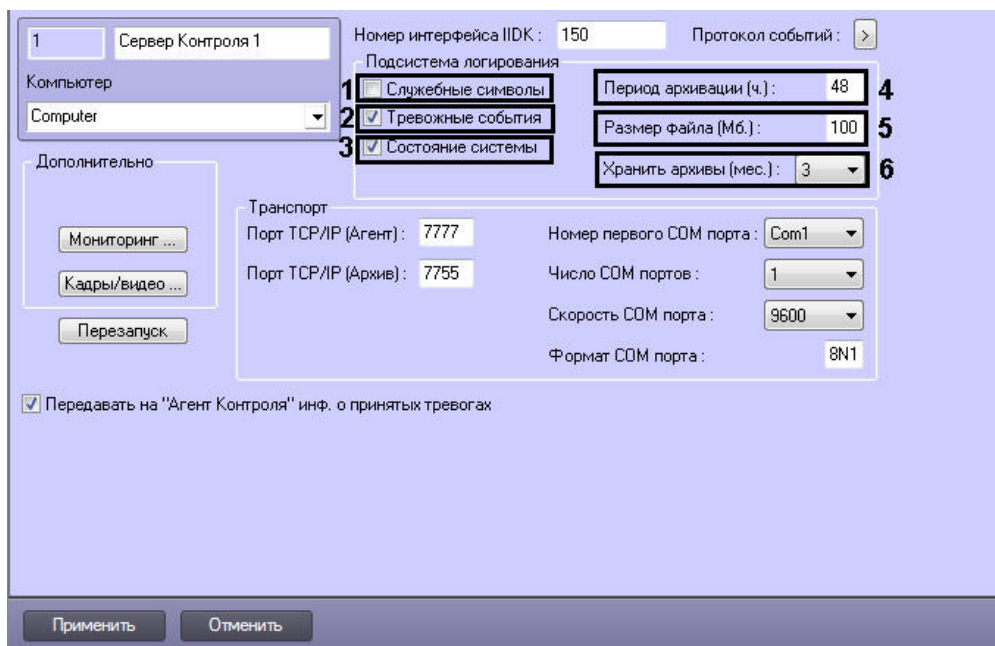 1 Сервер Контроля 1
Номер интерфейса IIDK : 150 Протокол событий : >
Подсистема логирования
Компьютер
Computer
1 Служебные символы
2 Тревожные события
3 Состояние системы
Период архивации (ч.) : 48 4
Размер файла (Мб.) : 100 5
Хранить архивы (мес.) : 3 6
Дополнительно
Мониторинг ...
Кадры/видео ...
Перезапуск
Транспорт
Порт TCP/IP (Агент) : 7777
Порт TCP/IP (Архив) : 7755
Номер первого COM порта : Com1
Число COM портов : 1
Скорость COM порта : 9600
Формат COM порта : 8N1
Передавать на "Агент Контроля" инф. о принятых тревогах
Применить Отменить